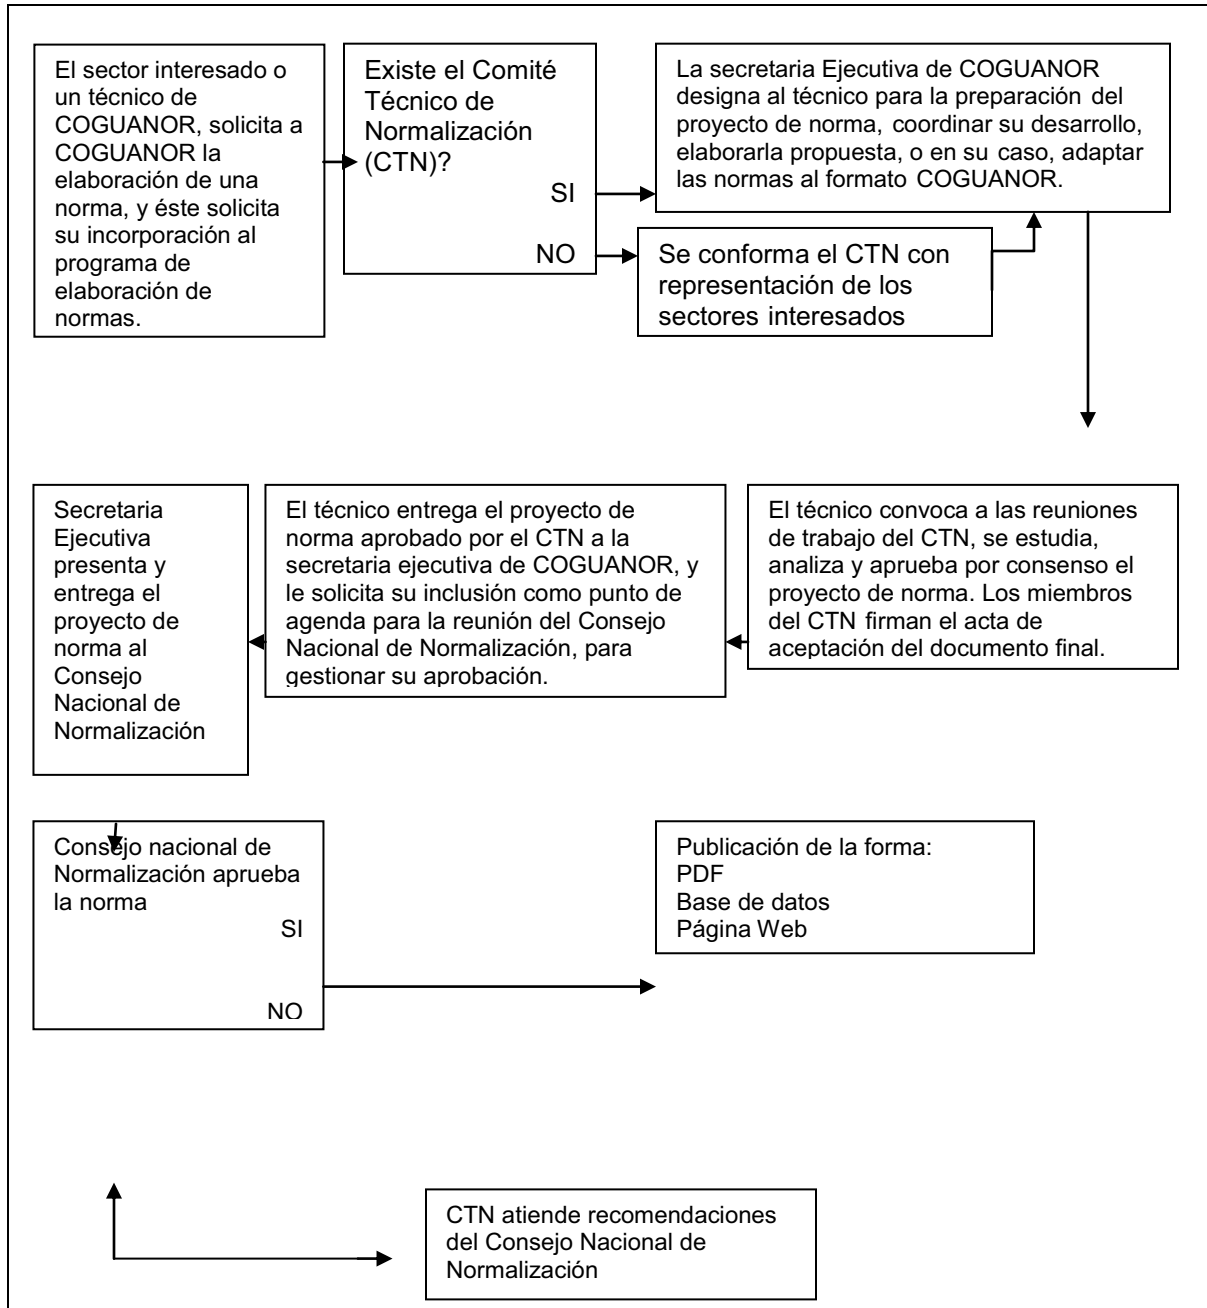 El sector interesado o
un técnico de
COGUANOR, solicita a
COGUANOR la
elaboración de una
norma, y éste solicita
su incorporación al
programa de
elaboración de
normas.
Existe el Comité
Técnico de
Normalización
(CTN)?
SI
NO
La secretaria Ejecutiva de COGUANOR
designa al técnico para la preparación del
proyecto de norma, coordinar su desarrollo,
elaborarla propuesta, o en su caso, adaptar
las normas al formato COGUANOR.
Se conforma el CTN con
representación de los
sectores interesados
El técnico convoca a las reuniones
de trabajo del CTN, se estudia,
analiza y aprueba por consenso el
proyecto de norma. Los miembros
del CTN firman el acta de
aceptación del documento final.
El técnico entrega el proyecto de
norma aprobado por el CTN a la
secretaria ejecutiva de COGUANOR, y
le solicita su inclusión como punto de
agenda para la reunión del Consejo
Nacional de Normalización, para
gestionar su aprobación.
Secretaria
Ejecutiva
presenta y
entrega el
proyecto de
norma al
Consejo
Nacional de
Normalización
Consejo nacional de
Normalización aprueba
la norma
SI
NO
Publicación de la forma:
PDF
Base de datos
Página Web
CTN atiende recomendaciones
del Consejo Nacional de
Normalización